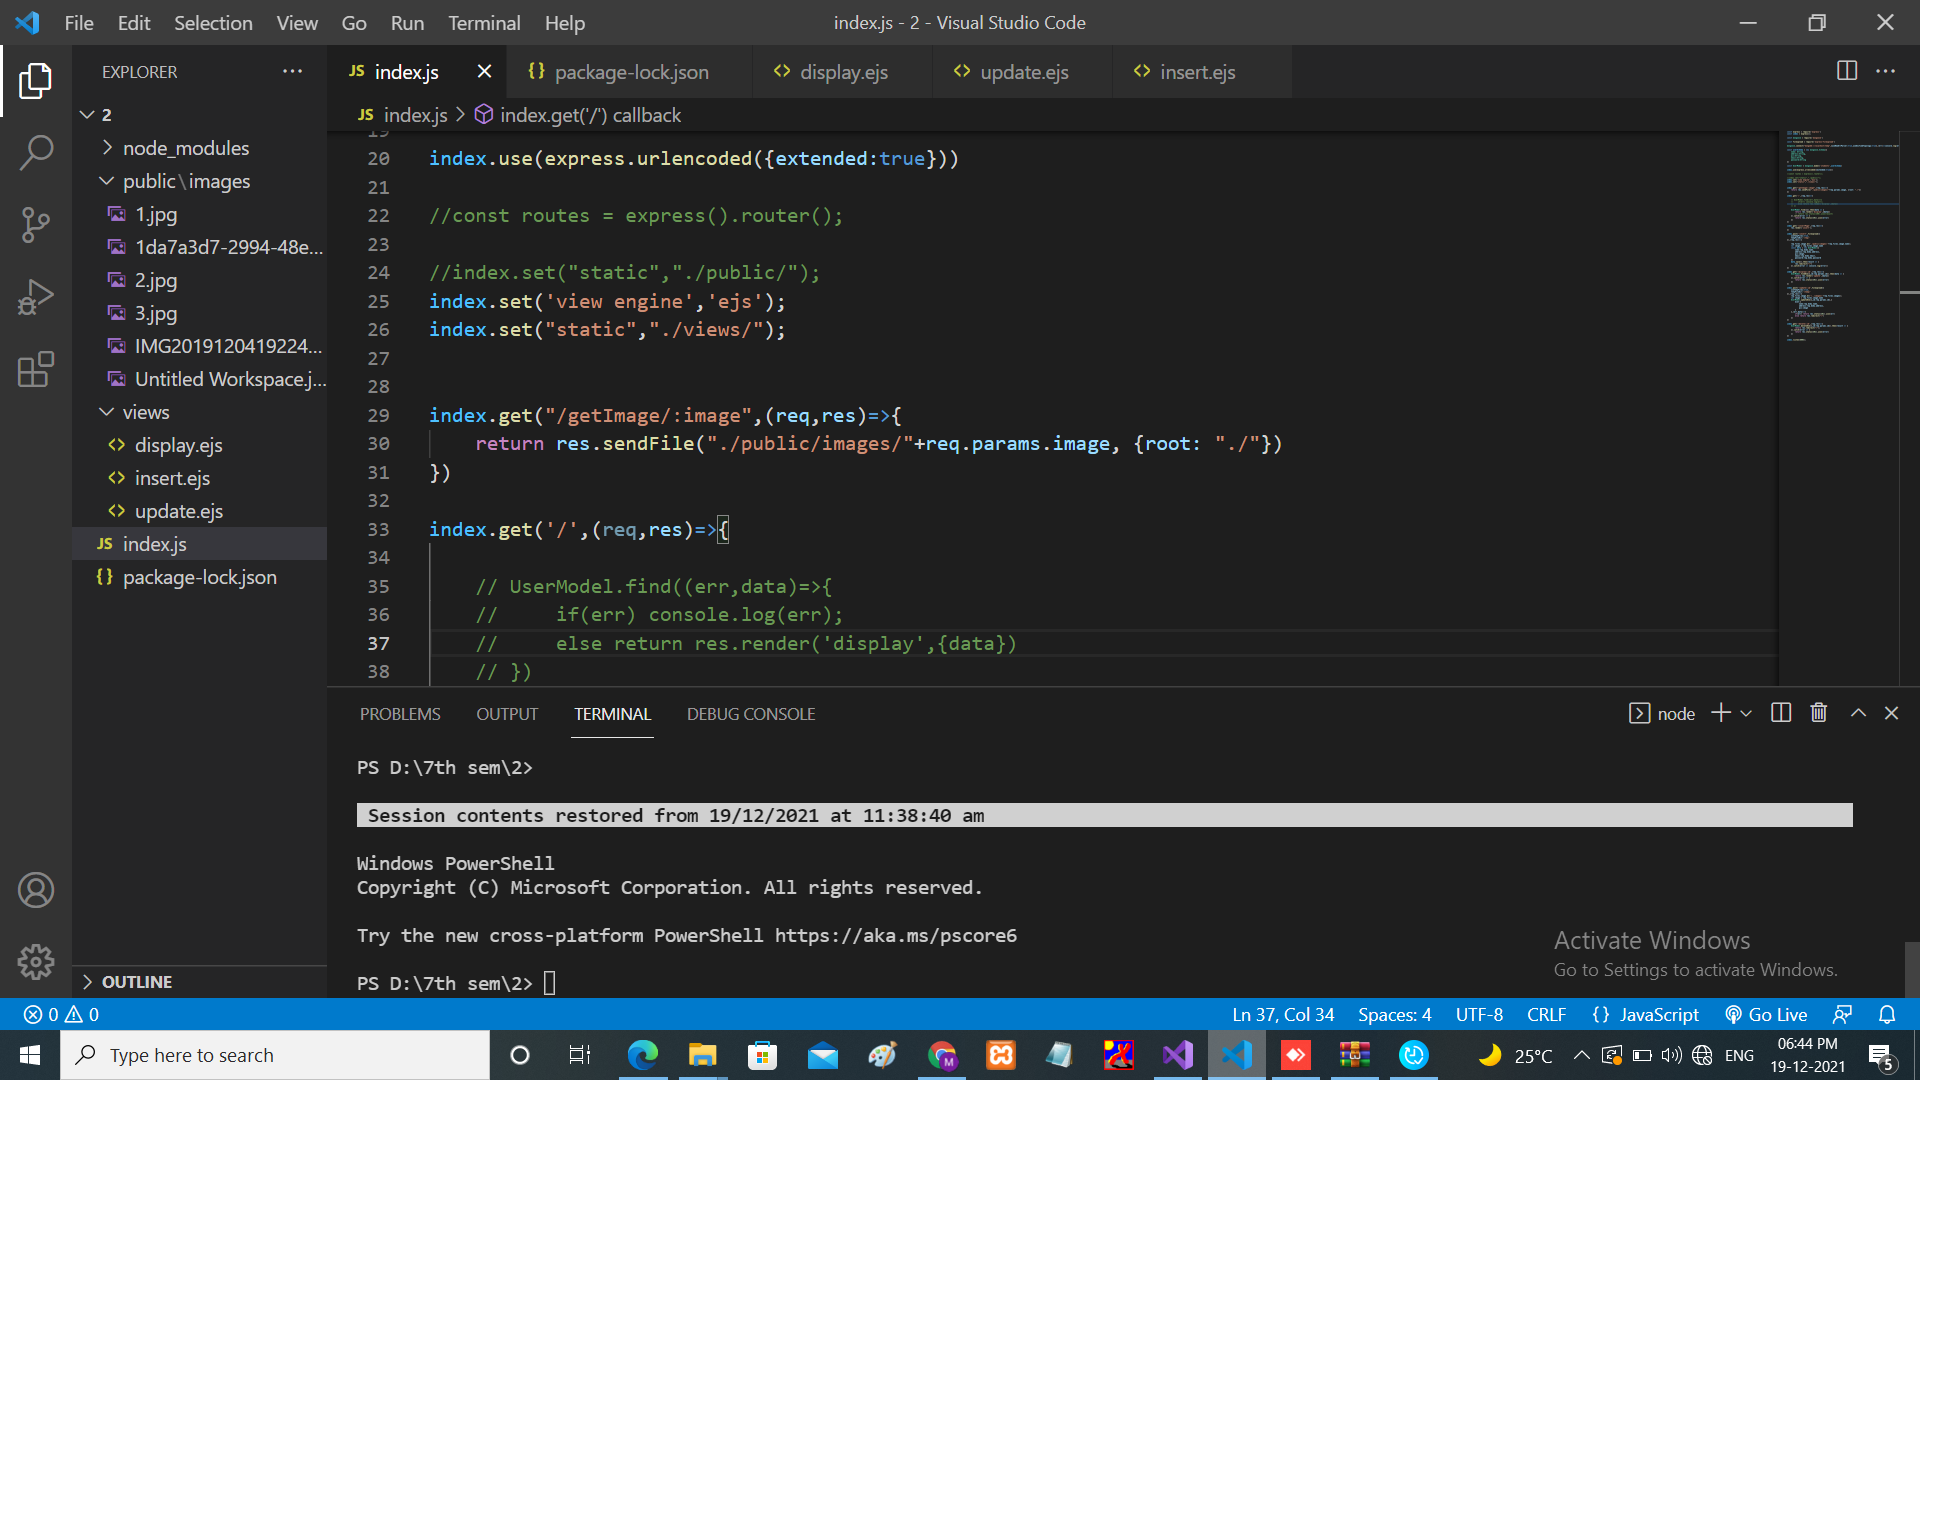 File Edit Selection View Go Run Terminal Help index.js - 2 - Visual Studio Code
EXPLORER
JS index.js
{} package-lock.json
<> display.ejs
<> update.ejs
<> insert.ejs
JS index.js > index.get('/') callback
2
node_modules
public\images
1.jpg
1da7a3d7-2994-48e...
2.jpg
3.jpg
IMG2019120419224...
Untitled Workspace.j...
views
<> display.ejs
<> insert.ejs
<> update.ejs
JS index.js
{} package-lock.json
OUTLINE
19
20 index.use(express.urlencoded({extended:true}))
21
22 //const routes = express().router();
23
24 //index.set("static","./public/");
25 index.set('view engine','ejs');
26 index.set("static","./views/");
27
28
29 index.get("/getImage/:image",(req,res)=>{
30 return res.sendFile("./public/images/"+req.params.image, {root: "./"})
31 })
32
33 index.get('/',(req,res)=>{
34
35 // UserModel.find((err,data)=>{
36 // if(err) console.log(err);
37 // else return res.render('display',{data})
38 // })
PROBLEMS OUTPUT TERMINAL DEBUG CONSOLE
node
PS D:\7th sem\2>
Session contents restored from 19/12/2021 at 11:38:40 am
Windows PowerShell
Copyright (C) Microsoft Corporation. All rights reserved.
Try the new cross-platform PowerShell https://aka.ms/pscore6
PS D:\7th sem\2>
Activate Windows
Go to Settings to activate Windows.
0 0
Ln 37, Col 34 Spaces: 4 UTF-8 CRLF {} JavaScript Go Live
Type here to search
M
25°C
ENG
06:44 PM
19-12-2021
5